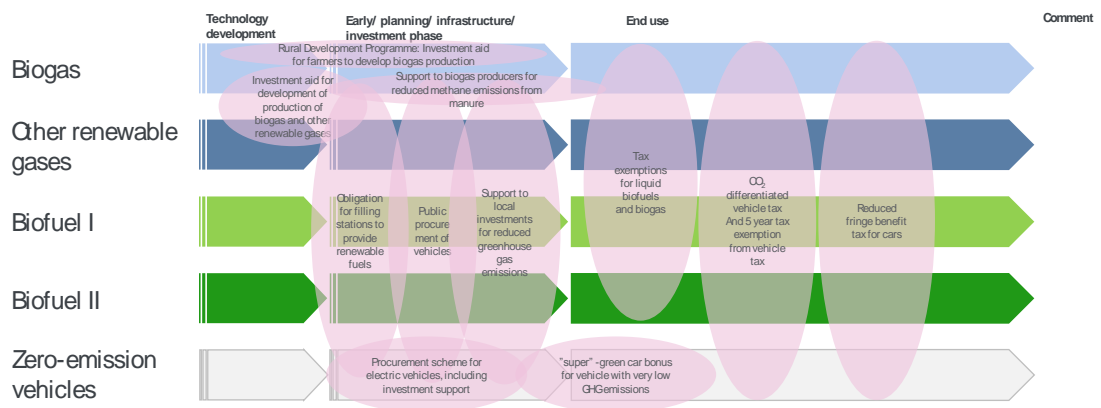 Technology
development
Early/ planning/ infrastructure/
investment phase
End use
Comment
Biogas
Rural Development Programme: Investment aid
for farmers to develop biogas production
Investment aid for
development of
production of
biogas and other
renewable gases
Support to biogas producers for
reduced methane emissions from
manure
Other renewable
gases
Biofuel I
Obligation
for filling
stations to
provide
renewable
fuels
Public
procure
ment of
vehicles
Support to
local
investments
for reduced
greenhouse
gas
emissions
Tax
exemptions
for liquid
biofuels
and biogas
CO₂
differentiated
vehicle tax
And 5 year tax
exemption
from vehicle
tax
Reduced
fringe benefit
tax for cars
Biofuel II
Zero-emission
vehicles
Procurement scheme for
electric vehicles, including
investment support
"super" -green car bonus
for vehicle with very low
GHG emissions